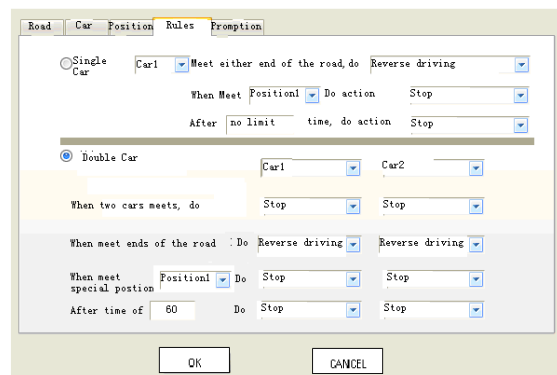 Road Car Position Rules Promption
Single Car Car1 Meet either end of the road, do Reverse driving
When Meet Position1 Do action Stop
After no limit time, do action Stop
Double Car Car1 Car2
When two cars meets, do Stop Stop
When meet ends of the road : Do Reverse driving Reverse driving
When meet special postion Position1 Do Stop Stop
After time of 60 Do Stop Stop
OK CANCEL